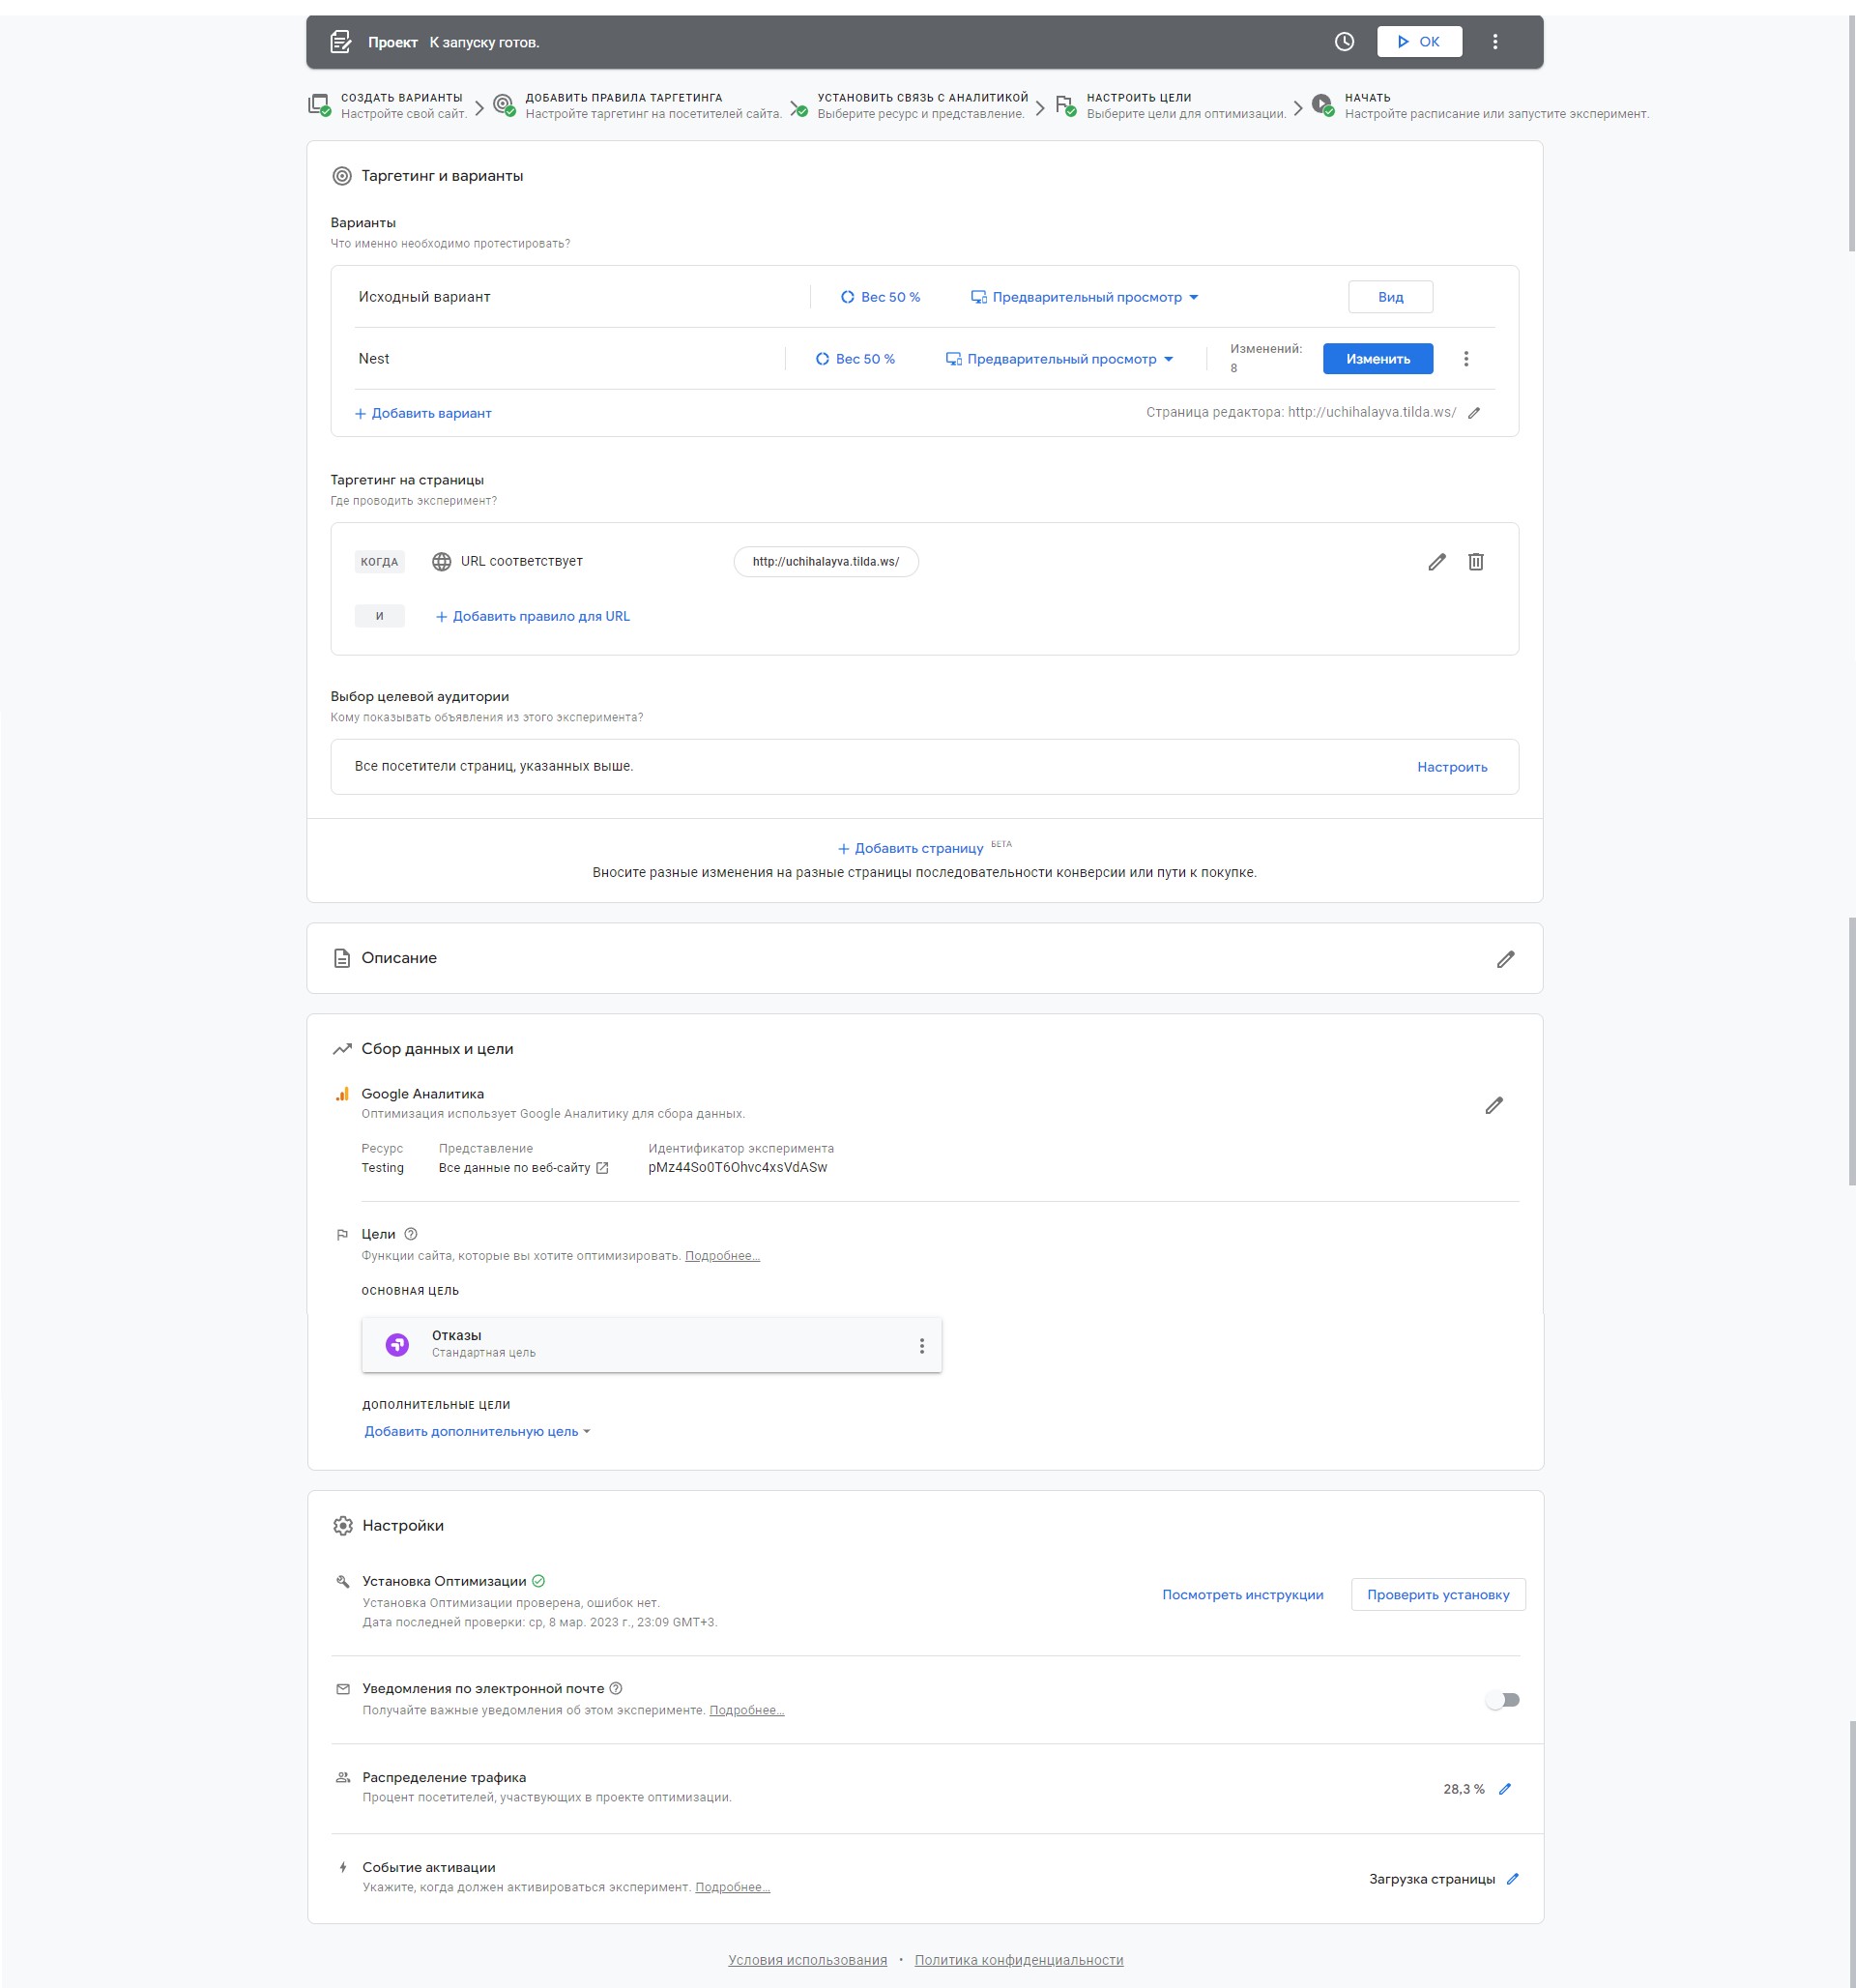 Проект К запуску готов. ОК
СОЗДАТЬ ВАРИАНТЫ
Настройте свой сайт.
ДОБАВИТЬ ПРАВИЛА ТАРГЕТИНГА
Настройте таргетинг на посетителей сайта.
УСТАНОВИТЬ СВЯЗЬ С АНАЛИТИКОЙ
Выберите ресурс и представление.
НАСТРОИТЬ ЦЕЛИ
Выберите цели для оптимизации.
НАЧАТЬ
Настройте расписание или запустите эксперимент.
Таргетинг и варианты
Варианты
Что именно необходимо протестировать?
Исходный вариант Вес 50 % Предварительный просмотр Вид
Nest Вес 50 % Предварительный просмотр Изменений: 8 Изменить
+ Добавить вариант Страница редактора: http://uchihalayva.tilda.ws/
Таргетинг на страницы
Где проводить эксперимент?
КОГДА URL соответствует http://uchihalayva.tilda.ws/
И + Добавить правило для URL
Выбор целевой аудитории
Кому показывать объявления из этого эксперимента?
Все посетители страниц, указанных выше. Настроить
+ Добавить страницу БЕТА
Вносите разные изменения на разные страницы последовательности конверсии или пути к покупке.
Описание
Сбор данных и цели
Google Аналитика
Оптимизация использует Google Аналитику для сбора данных.
Ресурс Представление Идентификатор эксперимента
Testing Все данные по веб-сайту pMz44So0T6Ohvc4xsVdASw
Цели
Функции сайта, которые вы хотите оптимизировать. Подробнее...
ОСНОВНАЯ ЦЕЛЬ
Отказы
Стандартная цель
ДОПОЛНИТЕЛЬНЫЕ ЦЕЛИ
Добавить дополнительную цель
Настройки
Установка Оптимизации
Установка Оптимизации проверена, ошибок нет.
Дата последней проверки: ср, 8 мар. 2023 г., 23:09 GMT+3.
Посмотреть инструкции Проверить установку
Уведомления по электронной почте
Получайте важные уведомления об этом эксперименте. Подробнее...
Распределение трафика
Процент посетителей, участвующих в проекте оптимизации.
28,3 %
Событие активации
Укажите, когда должен активироваться эксперимент. Подробнее...
Загрузка страницы
Условия использования • Политика конфиденциальности